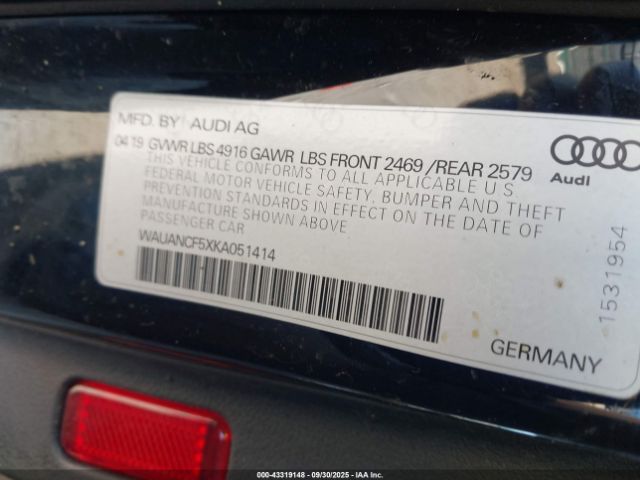 MFD. BY AUDI AG
04 19 GVWR LBS 4916 GAWR LBS FRONT 2469 /REAR 2579
THIS VEHICLE CONFORMS TO ALL APPLICABLE U S
FEDERAL MOTOR VEHICLE SAFETY, BUMPER AND THEFT
PREVENTION STANDARDS IN EFFECT ON THE DATE OF
MANUFACTURE SHOWN ABOVE
PASSENGER CAR
WAUANCF5XKA051414
Audi
1531954
GERMANY
000-43319148 - 09/30/2025 - IAA Inc.